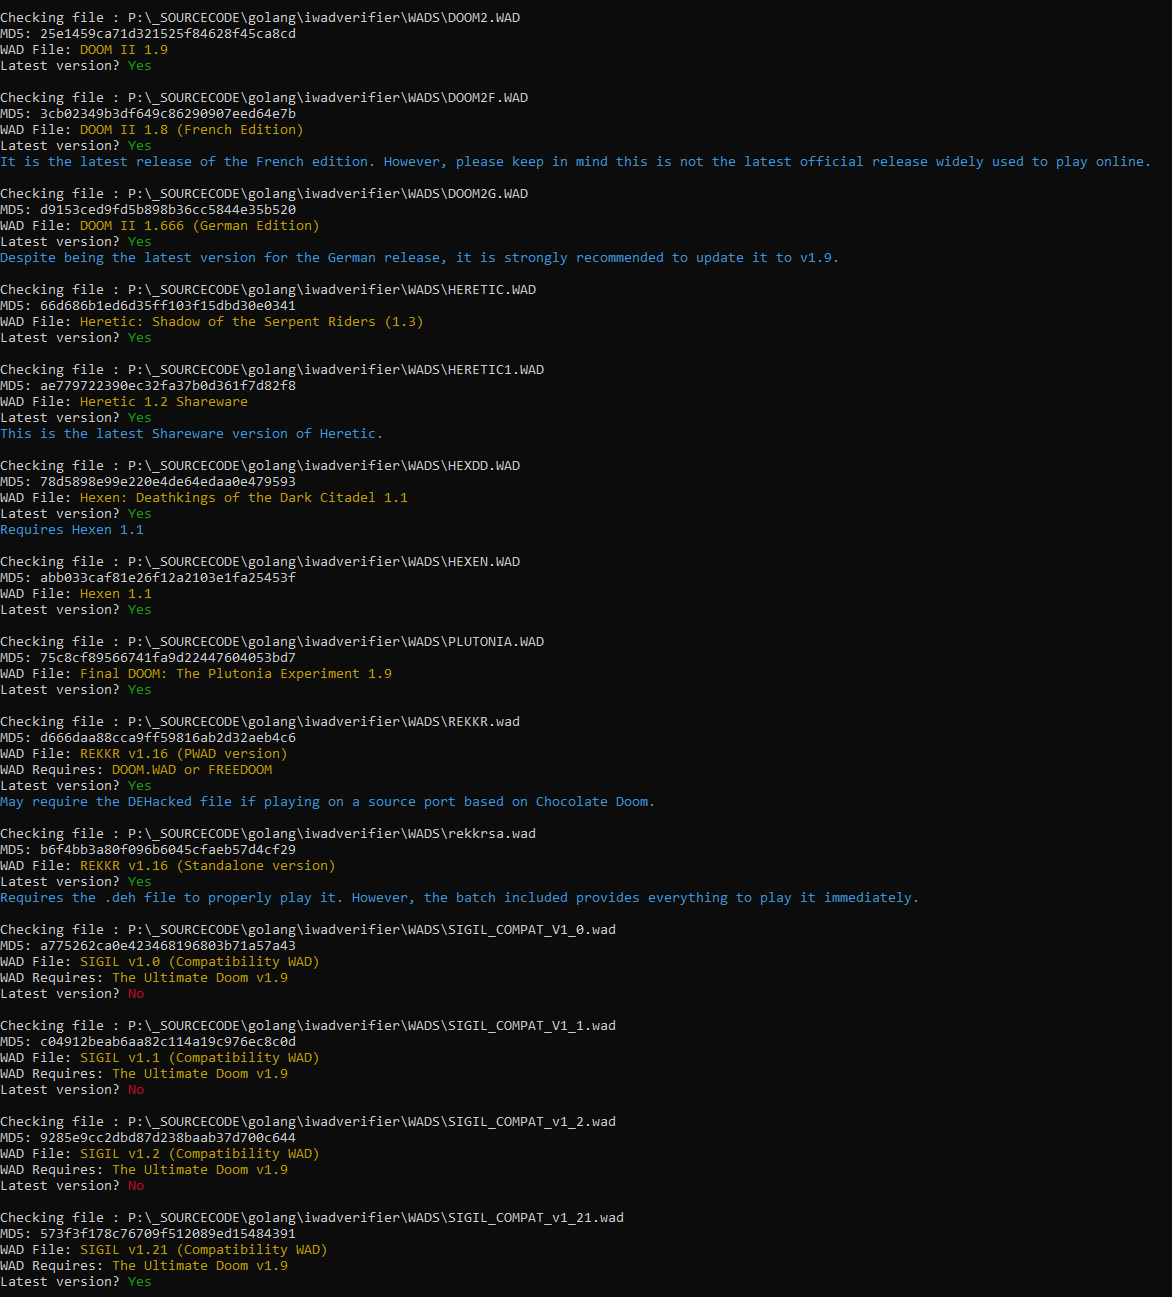 Checking file : P:\_SOURCECODE\golang\iwadverifier\WADS\DOOM2.WAD
MD5: 25e1459ca71d321525f84628f45ca8cd
WAD File: DOOM II 1.9
Latest version? Yes
Checking file : P:\_SOURCECODE\golang\iwadverifier\WADS\DOOM2F.WAD
MD5: 3cb02349b3df649c86290907eed64e7b
WAD File: DOOM II 1.8 (French Edition)
Latest version? Yes
It is the latest release of the French edition. However, please keep in mind this is not the latest official release widely used to play online.
Checking file : P:\_SOURCECODE\golang\iwadverifier\WADS\DOOM2G.WAD
MD5: d9153ced9fd5b898b36cc5844e35b520
WAD File: DOOM II 1.666 (German Edition)
Latest version? Yes
Despite being the latest version for the German release, it is strongly recommended to update it to v1.9.
Checking file : P:\_SOURCECODE\golang\iwadverifier\WADS\HERETIC.WAD
MD5: 66d686b1ed6d35ff103f15dbd30e0341
WAD File: Heretic: Shadow of the Serpent Riders (1.3)
Latest version? Yes
Checking file : P:\_SOURCECODE\golang\iwadverifier\WADS\HERETIC1.WAD
MD5: ae779722390ec32fa37b0d361f7d82f8
WAD File: Heretic 1.2 Shareware
Latest version? Yes
This is the latest Shareware version of Heretic.
Checking file : P:\_SOURCECODE\golang\iwadverifier\WADS\HEXDD.WAD
MD5: 78d5898e99e220e4de64edaa0e479593
WAD File: Hexen: Deathkings of the Dark Citadel 1.1
Latest version? Yes
Requires Hexen 1.1
Checking file : P:\_SOURCECODE\golang\iwadverifier\WADS\HEXEN.WAD
MD5: abb033caf81e26f12a2103e1fa25453f
WAD File: Hexen 1.1
Latest version? Yes
Checking file : P:\_SOURCECODE\golang\iwadverifier\WADS\PLUTONIA.WAD
MD5: 75c8cf89566741fa9d22447604053bd7
WAD File: Final DOOM: The Plutonia Experiment 1.9
Latest version? Yes
Checking file : P:\_SOURCECODE\golang\iwadverifier\WADS\REKKR.wad
MD5: d666daa88cca9ff59816ab2d32aeb4c6
WAD File: REKKR v1.16 (PWAD version)
WAD Requires: DOOM.WAD or FREEDOOM
Latest version? Yes
May require the DEHacked file if playing on a source port based on Chocolate Doom.
Checking file : P:\_SOURCECODE\golang\iwadverifier\WADS\rekkrsa.wad
MD5: b6f4bb3a80f096b6045cfaeb57d4cf29
WAD File: REKKR v1.16 (Standalone version)
Latest version? Yes
Requires the .deh file to properly play it. However, the batch included provides everything to play it immediately.
Checking file : P:\_SOURCECODE\golang\iwadverifier\WADS\SIGIL_COMPAT_V1_0.wad
MD5: a775262ca0e423468196803b71a57a43
WAD File: SIGIL v1.0 (Compatibility WAD)
WAD Requires: The Ultimate Doom v1.9
Latest version? No
Checking file : P:\_SOURCECODE\golang\iwadverifier\WADS\SIGIL_COMPAT_V1_1.wad
MD5: c04912beab6aa82c114a19c976ec8c0d
WAD File: SIGIL v1.1 (Compatibility WAD)
WAD Requires: The Ultimate Doom v1.9
Latest version? No
Checking file : P:\_SOURCECODE\golang\iwadverifier\WADS\SIGIL_COMPAT_v1_2.wad
MD5: 9285e9cc2dbd87d238baab37d700c644
WAD File: SIGIL v1.2 (Compatibility WAD)
WAD Requires: The Ultimate Doom v1.9
Latest version? No
Checking file : P:\_SOURCECODE\golang\iwadverifier\WADS\SIGIL_COMPAT_v1_21.wad
MD5: 573f3f178c76709f512089ed15484391
WAD File: SIGIL v1.21 (Compatibility WAD)
WAD Requires: The Ultimate Doom v1.9
Latest version? Yes